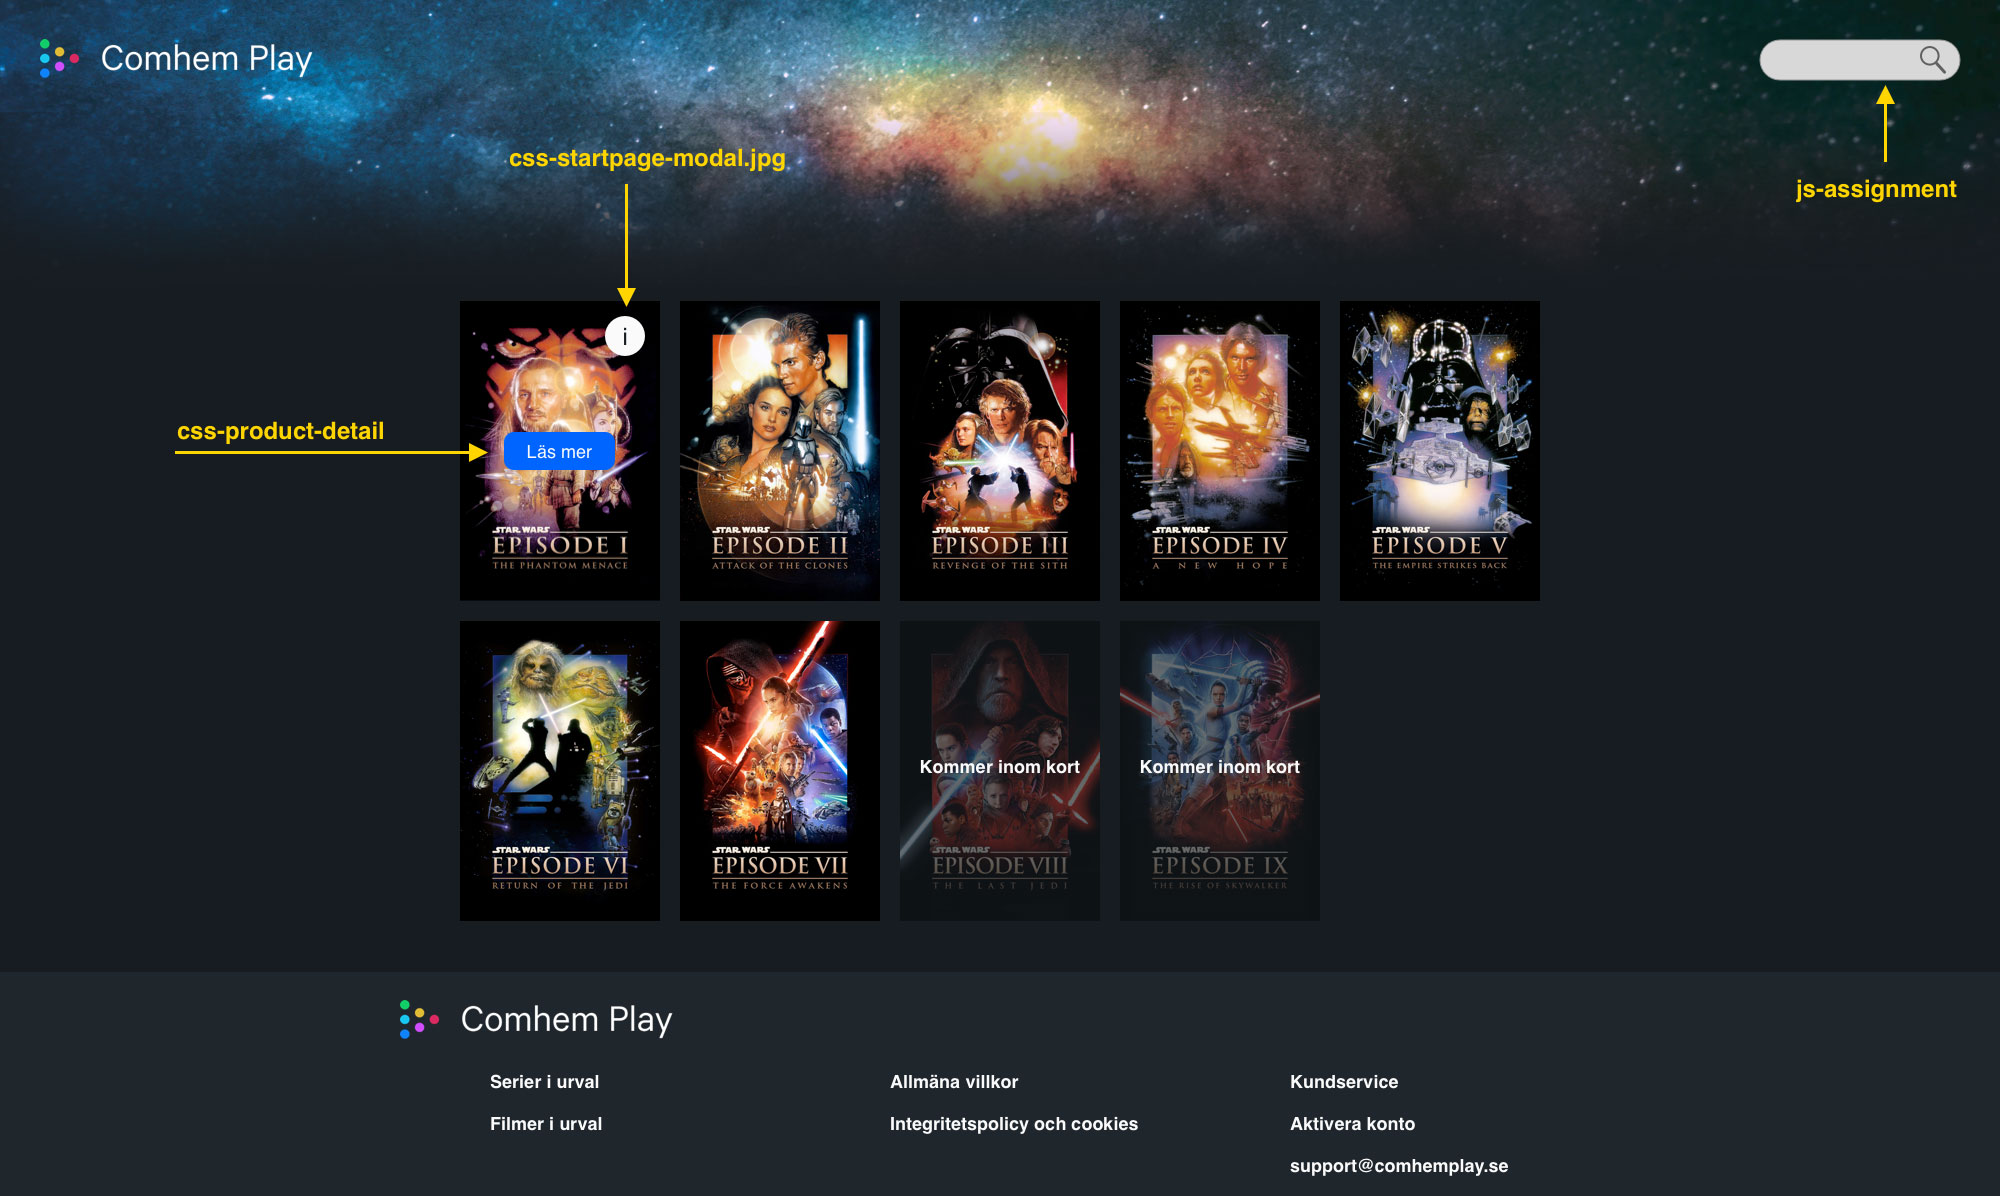 Comhem Play
css-startpage-modal.jpg
js-assignment
i
css-product-detail
Läs mer
STAR WARS
EPISODE I
THE PHANTOM MENACE
STAR WARS
EPISODE II
ATTACK OF THE CLONES
STAR WARS
EPISODE III
REVENGE OF THE SITH
STAR WARS
EPISODE IV
A NEW HOPE
STAR WARS
EPISODE V
THE EMPIRE STRIKES BACK
STAR WARS
EPISODE VI
RETURN OF THE JEDI
STAR WARS
EPISODE VII
THE FORCE AWAKENS
Kommer inom kort
STAR WARS
EPISODE VIII
THE LAST JEDI
Kommer inom kort
STAR WARS
EPISODE IX
THE RISE OF SKYWALKER
Comhem Play
Serier i urval
Filmer i urval
Allmäna villkor
Integritetspolicy och cookies
Kundservice
Aktivera konto
support@comhemplay.se